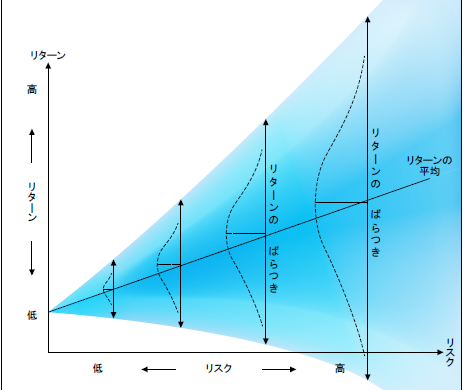 リターン
高
リターン
低
リターンの ばらつき
リターンの ばらつき
リターンの
平均
リスク
低
リスク
高